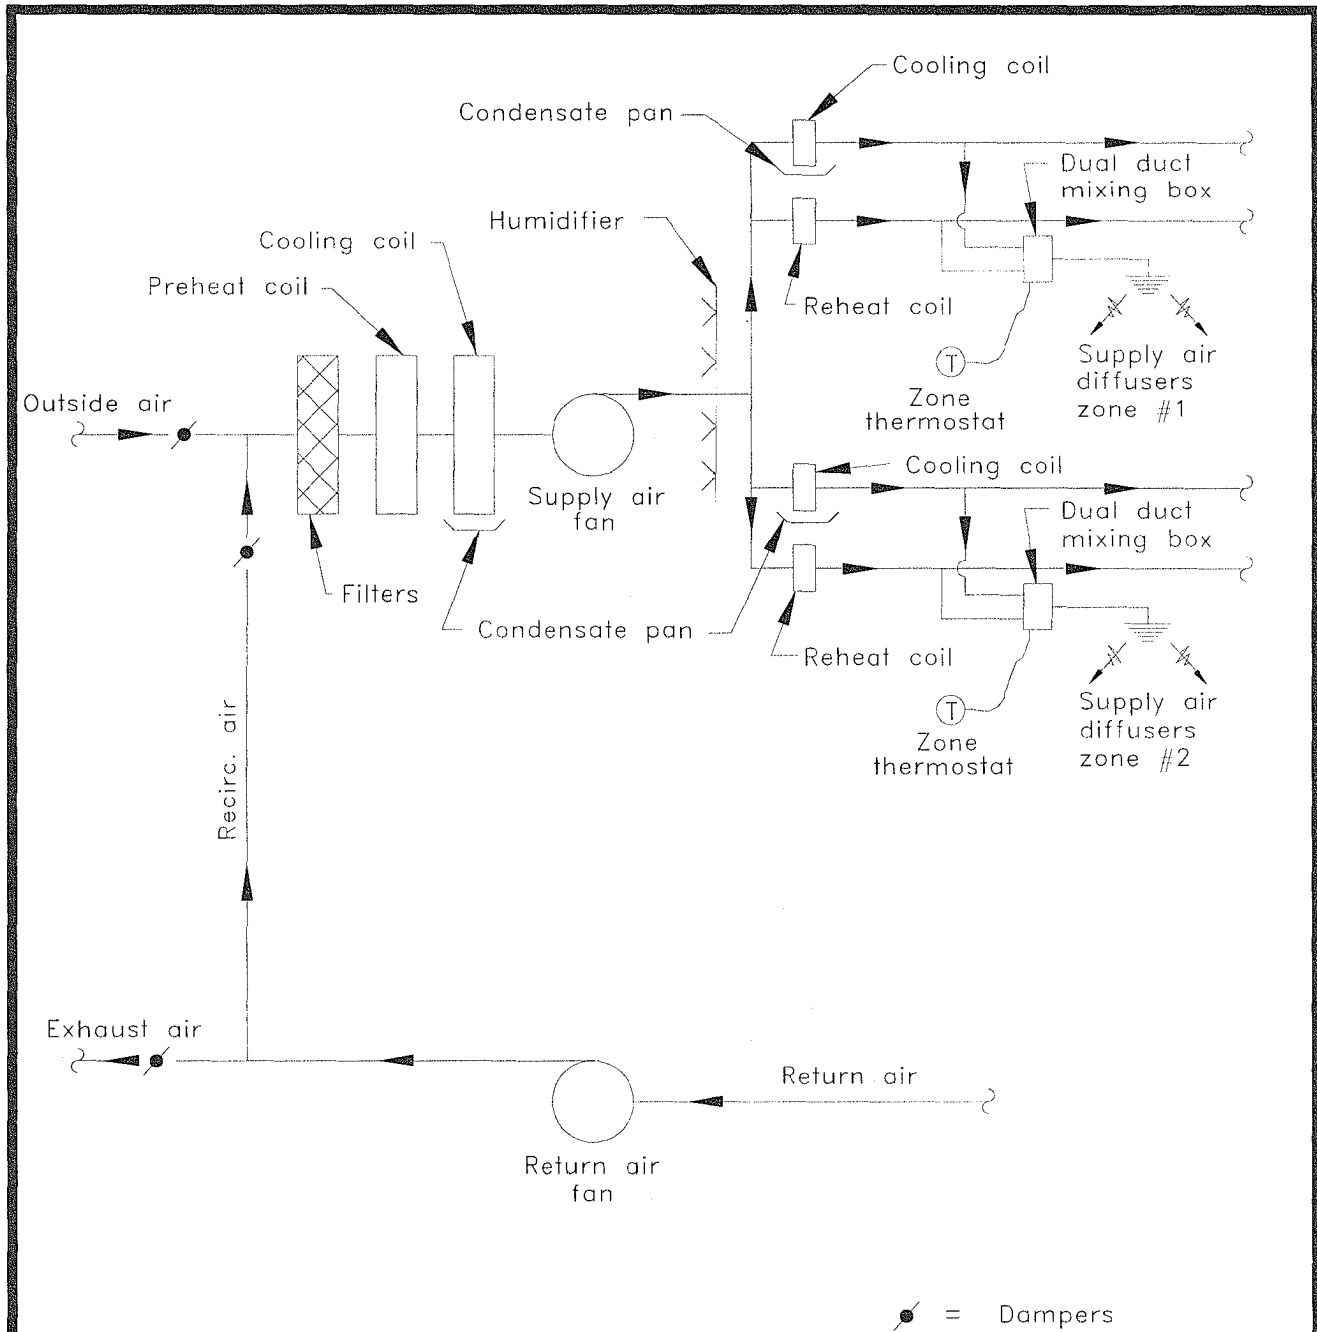 Cooling coil
Condensate pan
Dual duct
mixing box
Humidifier
Cooling coil
Preheat coil
Reheat coil
Supply air
diffusers
zone #1
T
Zone
thermostat
Outside air
Cooling coil
Supply air
fan
Dual duct
mixing box
Filters
Condensate pan
Reheat coil
Supply air
diffusers
zone #2
T
Zone
thermostat
Recirc. air
Exhaust air
Return air
Return air
fan
= Dampers